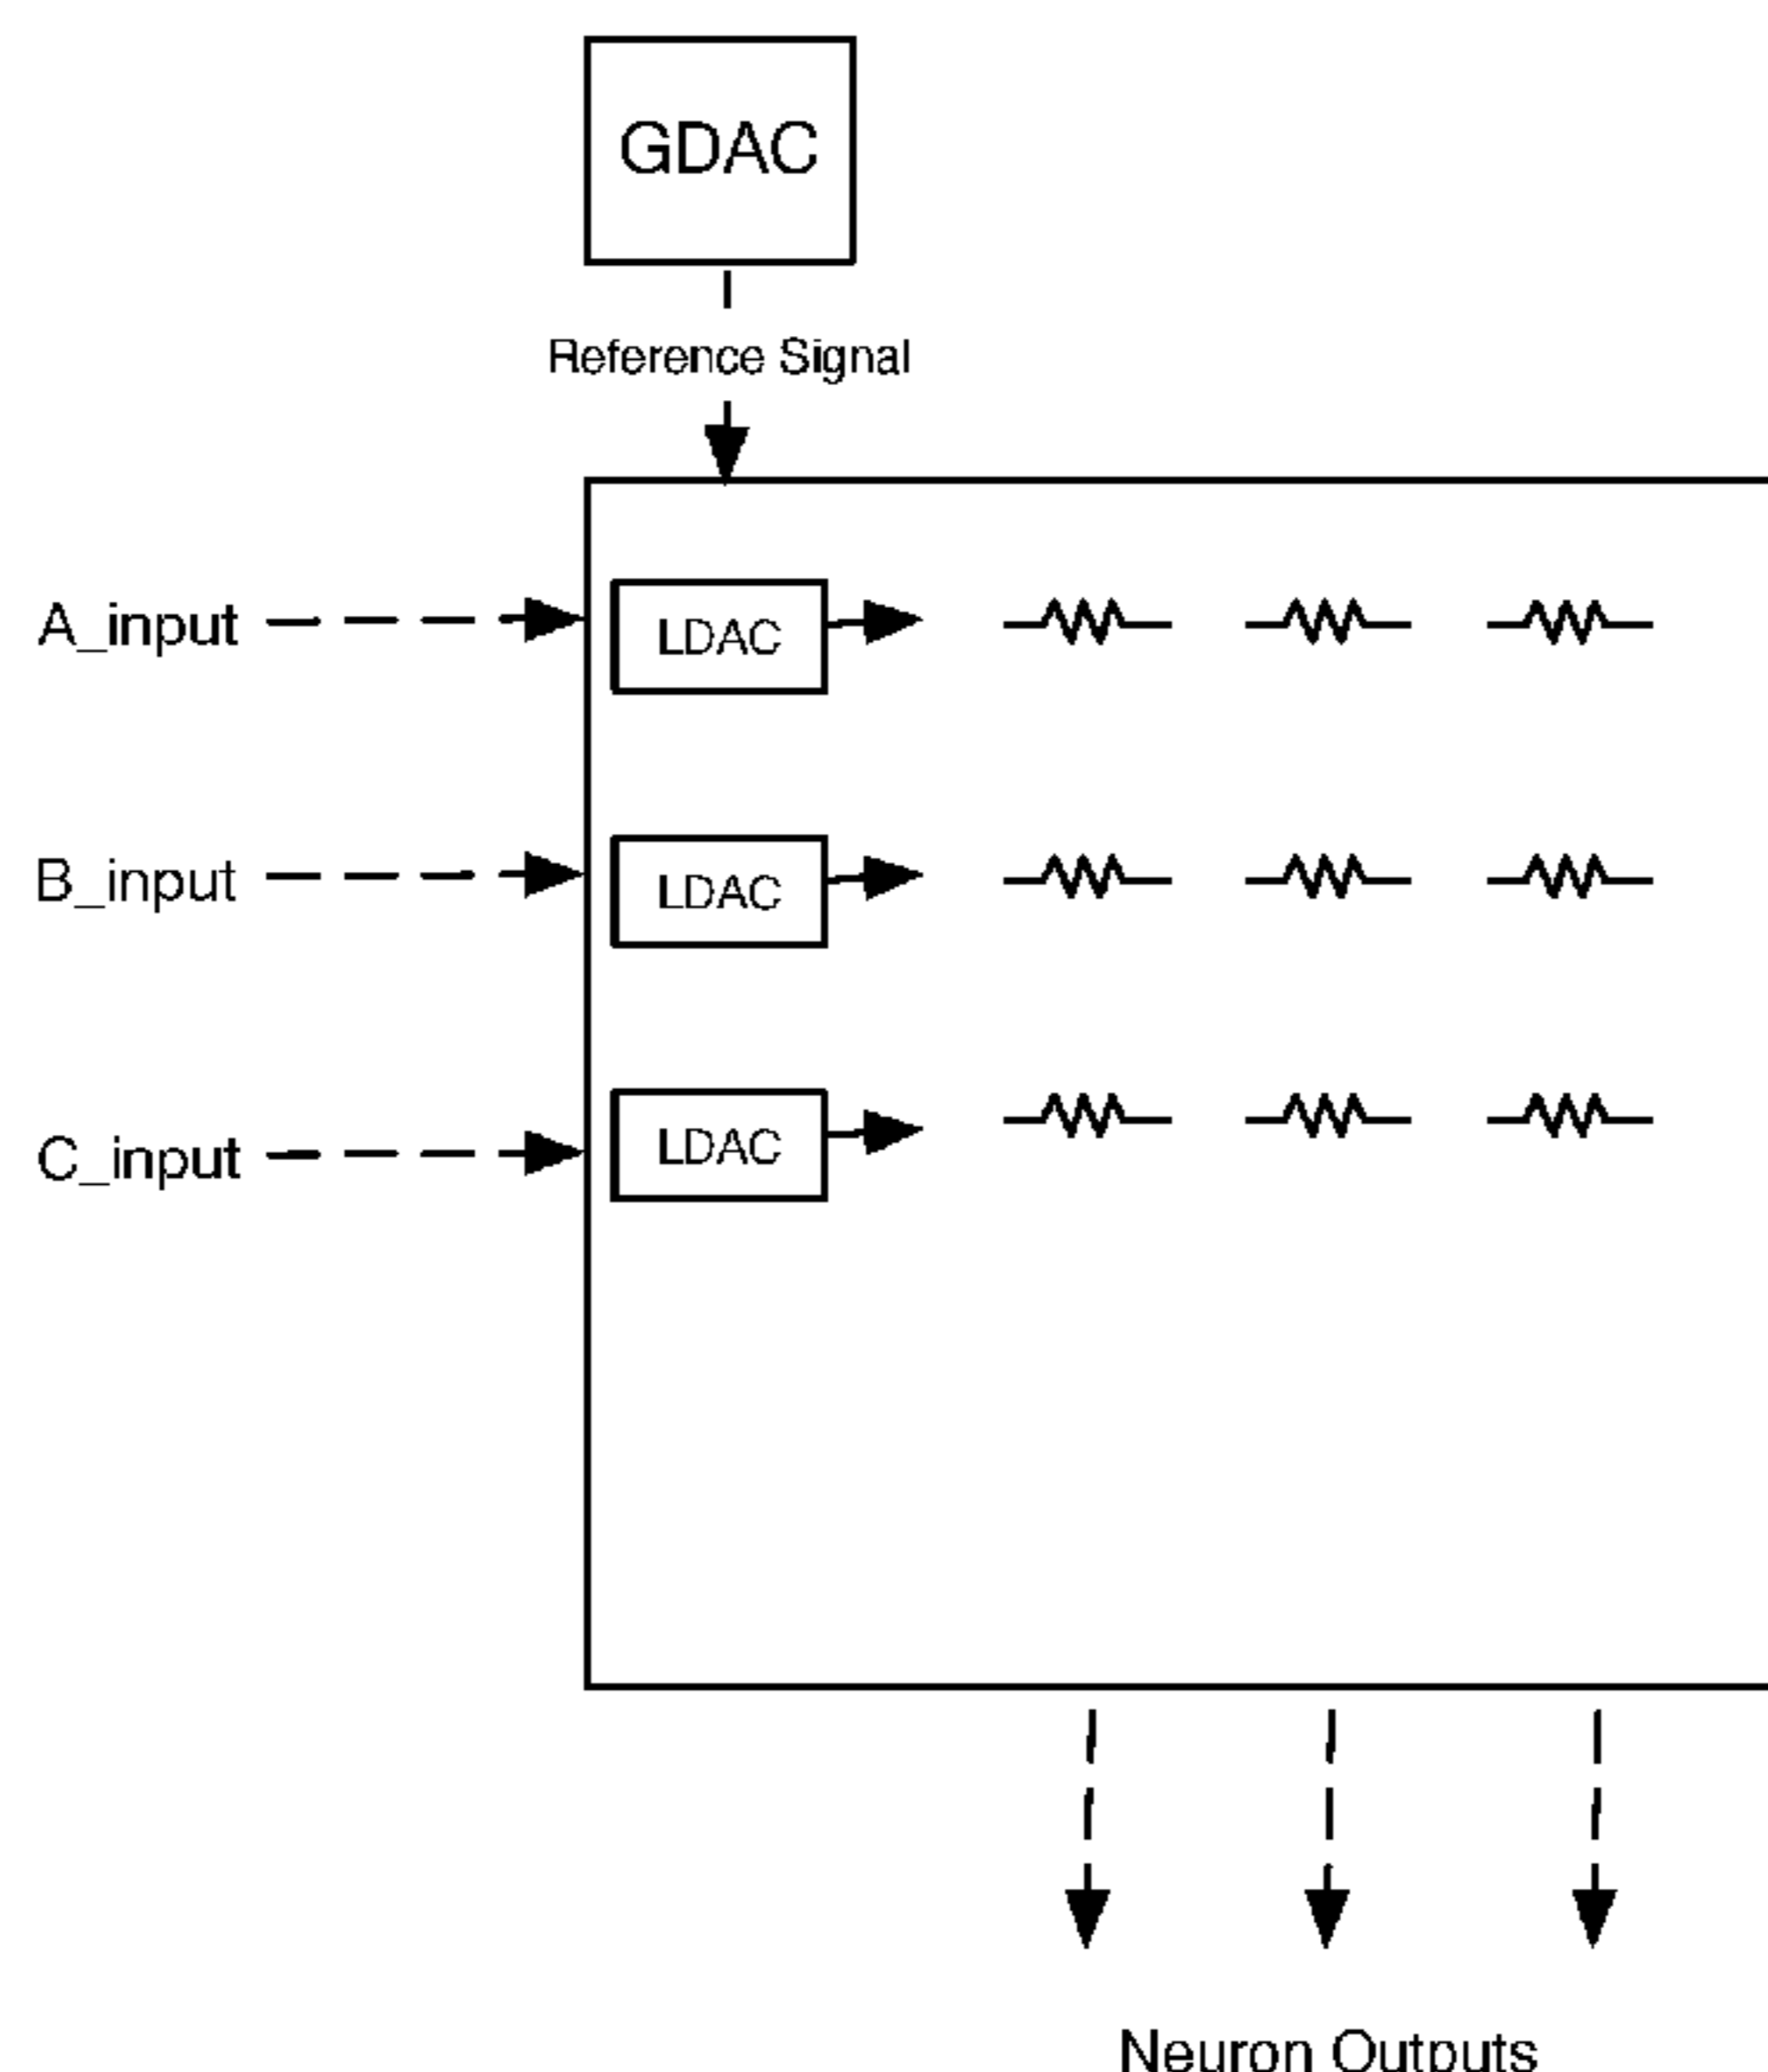 GDAC
Reference Signal
A_input
LDAC
B_input
LDAC
C_input
LDAC
Neuron Outputs